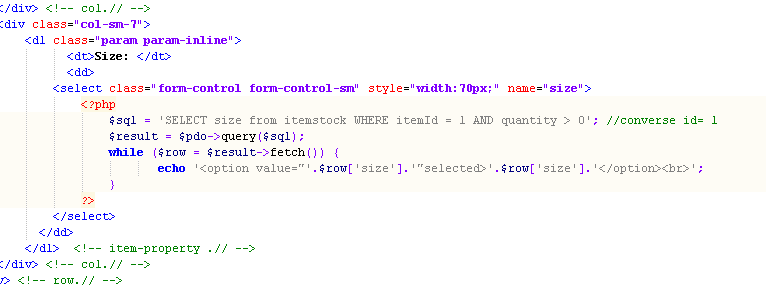 </div> <!-- col.// -->
<div class="col-sm-7">
<dl class="param param-inline">
<dt>Size: </dt>
<dd>
<select class="form-control form-control-sm" style="width:70px;" name="size">
<?php
$sql = 'SELECT size from itemstock WHERE itemId = 1 AND quantity > 0'; //converse id= 1
$result = $pdo->query($sql);
while ($row = $result->fetch()) {
echo '<option value="'.$row['size'].'"selected>'.$row['size'].'</option><br>';
}
?>
</select>
</dd>
</dl> <!-- item-property .// -->
</div> <!-- col.// -->
v> <!-- row.// -->